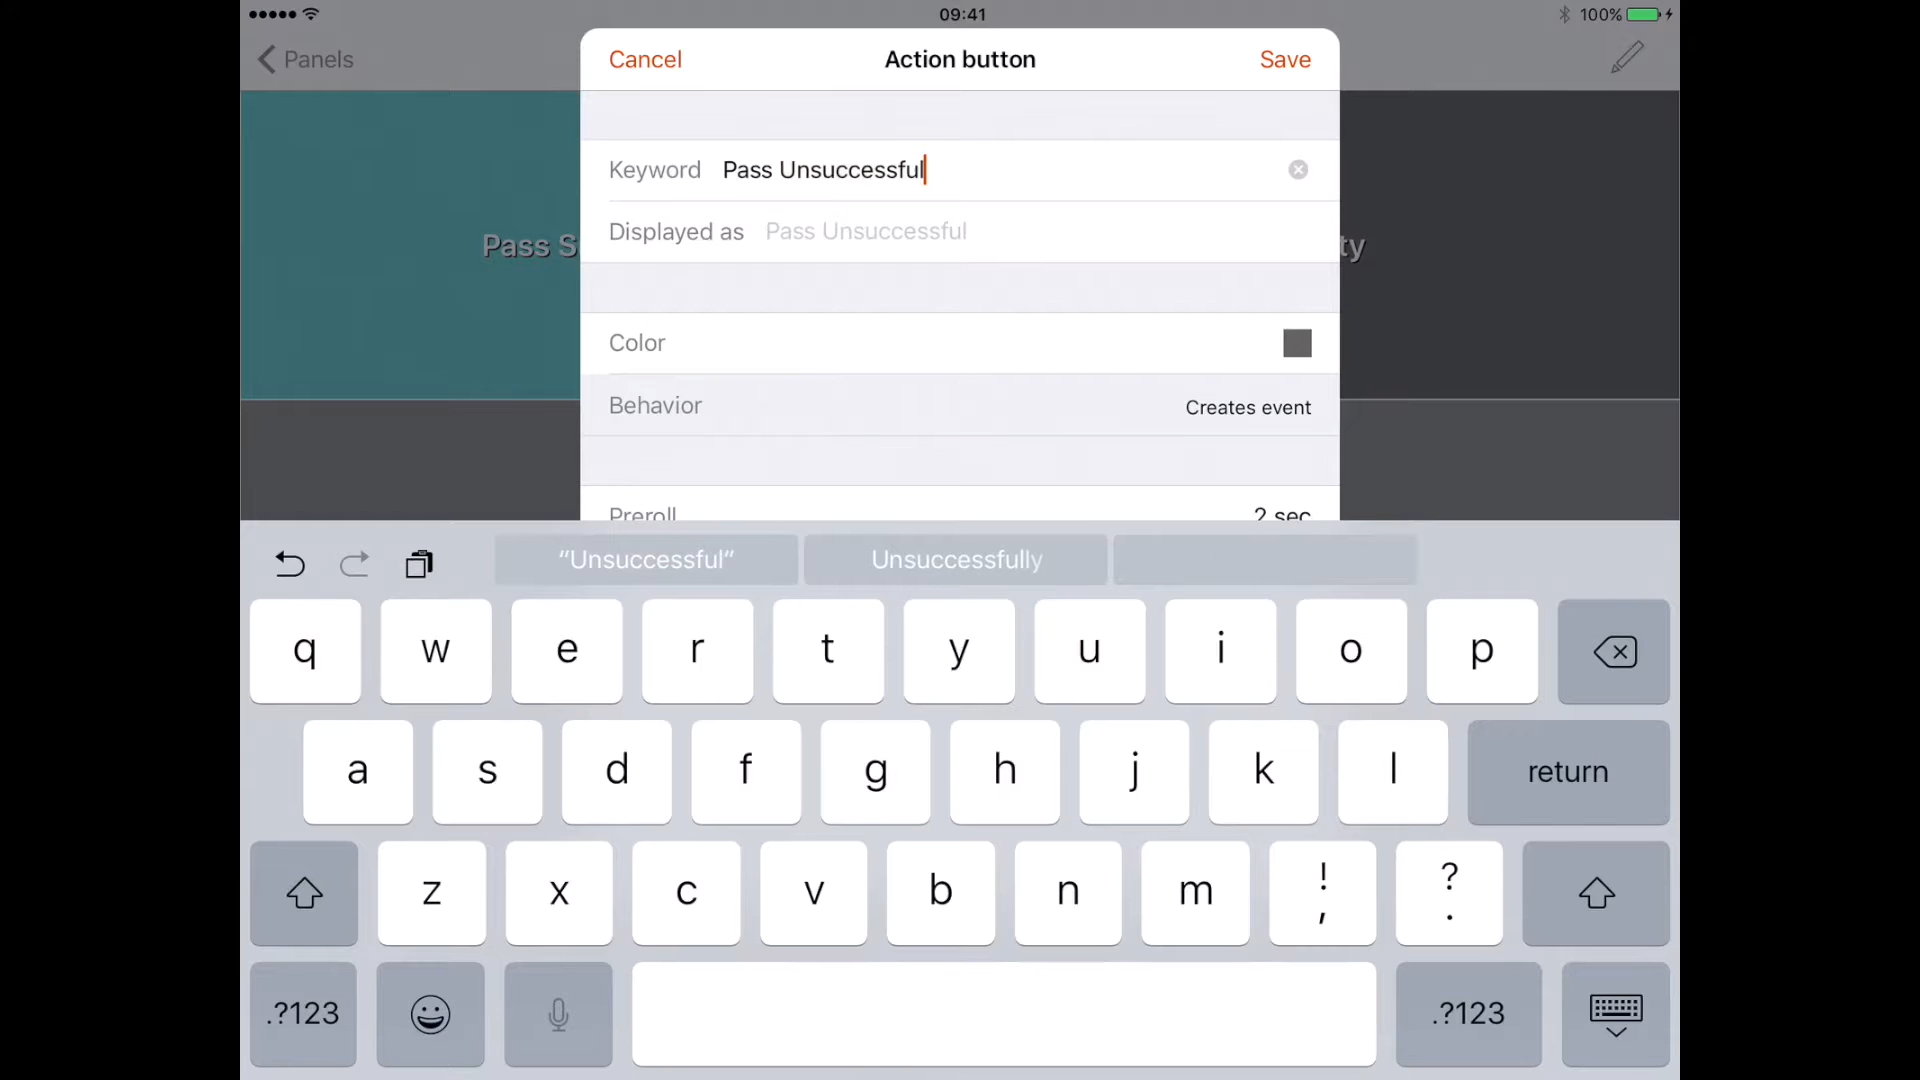 09:41
100%
Panels
Cancel
Action button
Save
Keyword Pass Unsuccessful
Displayed as Pass Unsuccessful
Pass S
ty
Color
Behavior Creates event
Preroll 2 sec
“Unsuccessful” Unsuccessfully
q w e r t y u i o p
a s d f g h j k l return
z x c v b n m ! , ? .
.?123 .?123